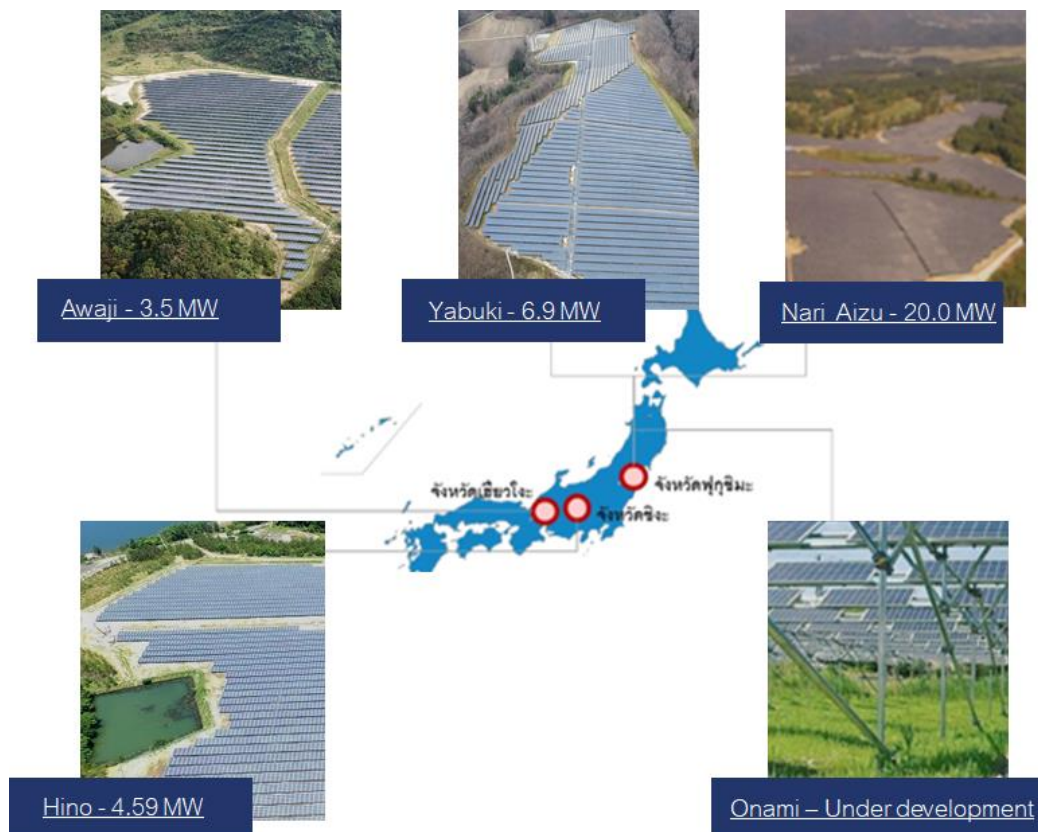 Awaji - 3.5 MW
Yabuki - 6.9 MW
Nari Aizu - 20.0 MW
จังหวัดเฮียวโงะ
จังหวัดฟุกุชิมะ
จังหวัดชิงะ
Hino - 4.59 MW
Onami – Under development